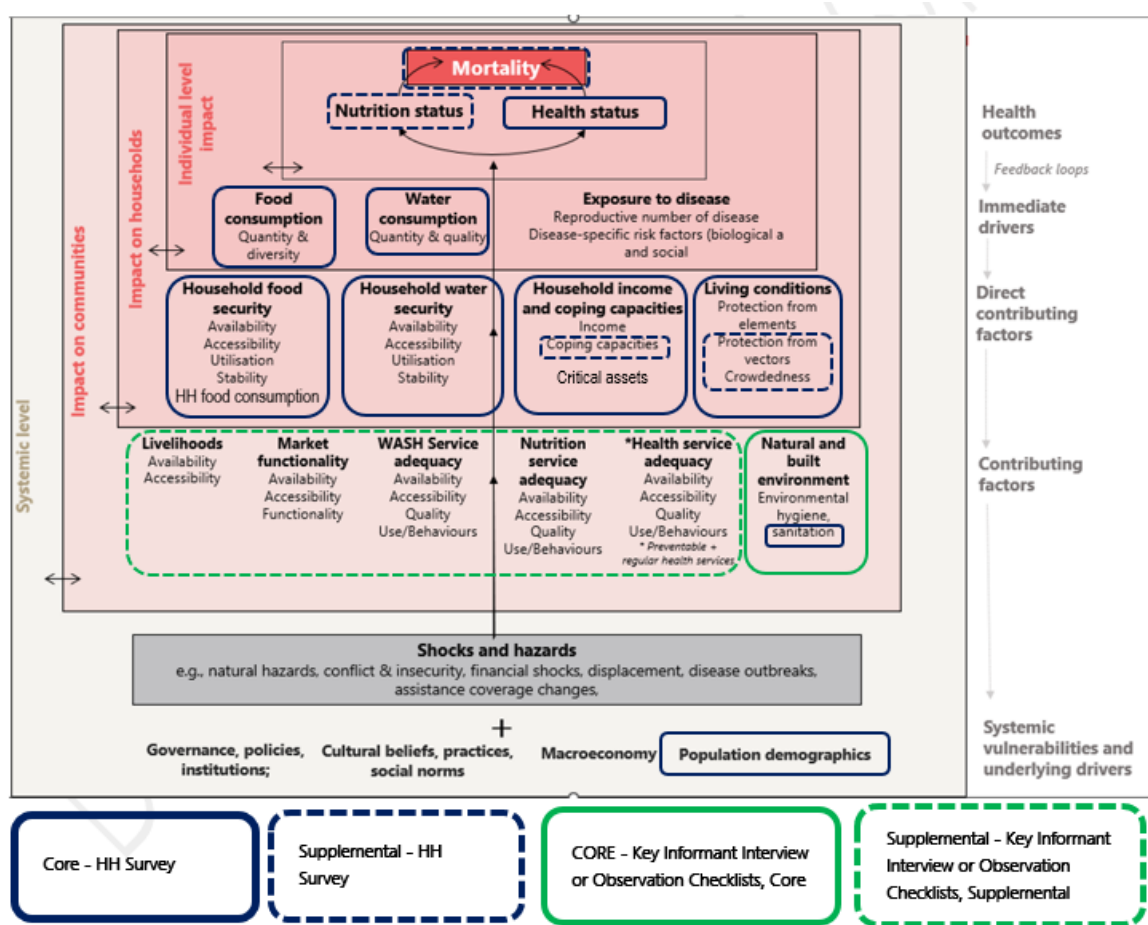 Mortality
Nutrition status
Health status
Individual level
impact
Impact on households
Impact on communities
Systemic level
Food
consumption
Quantity &
diversity
Water
consumption
Quantity & quality
Exposure to disease
Reproductive number of disease
Disease-specific risk factors (biological a
and social
Household food
security
Availability
Accessibility
Utilisation
Stability
HH food consumption
Household water
security
Availability
Accessibility
Utilisation
Stability
Household income
and coping capacities
Income
Coping capacities
Critical assets
Living conditions
Protection from
elements
Protection from
vectors
Crowdedness
Livelihoods
Availability
Accessibility
Market
functionality
Availability
Accessibility
Functionality
WASH Service
adequacy
Availability
Accessibility
Quality
Use/Behaviours
Nutrition
service
adequacy
Availability
Accessibility
Quality
Use/Behaviours
*Health service
adequacy
Availability
Accessibility
Quality
Use/Behaviours
* Preventable +
regular health services
Natural and
built
environment
Environmental
hygiene,
sanitation
Shocks and hazards
e.g., natural hazards, conflict & insecurity, financial shocks, displacement, disease outbreaks,
assistance coverage changes,
+
Governance, policies,
institutions;
Cultural beliefs, practices,
social norms
Macroeconomy
Population demographics
Health
outcomes
Feedback loops
Immediate
drivers
Direct
contributing
factors
Contributing
factors
Systemic
vulnerabilities and
underlying drivers
Core – HH Survey
Supplemental – HH
Survey
CORE – Key Informant Interview
or Observation Checklists, Core
Supplemental – Key Informant
Interview or Observation
Checklists, Supplemental